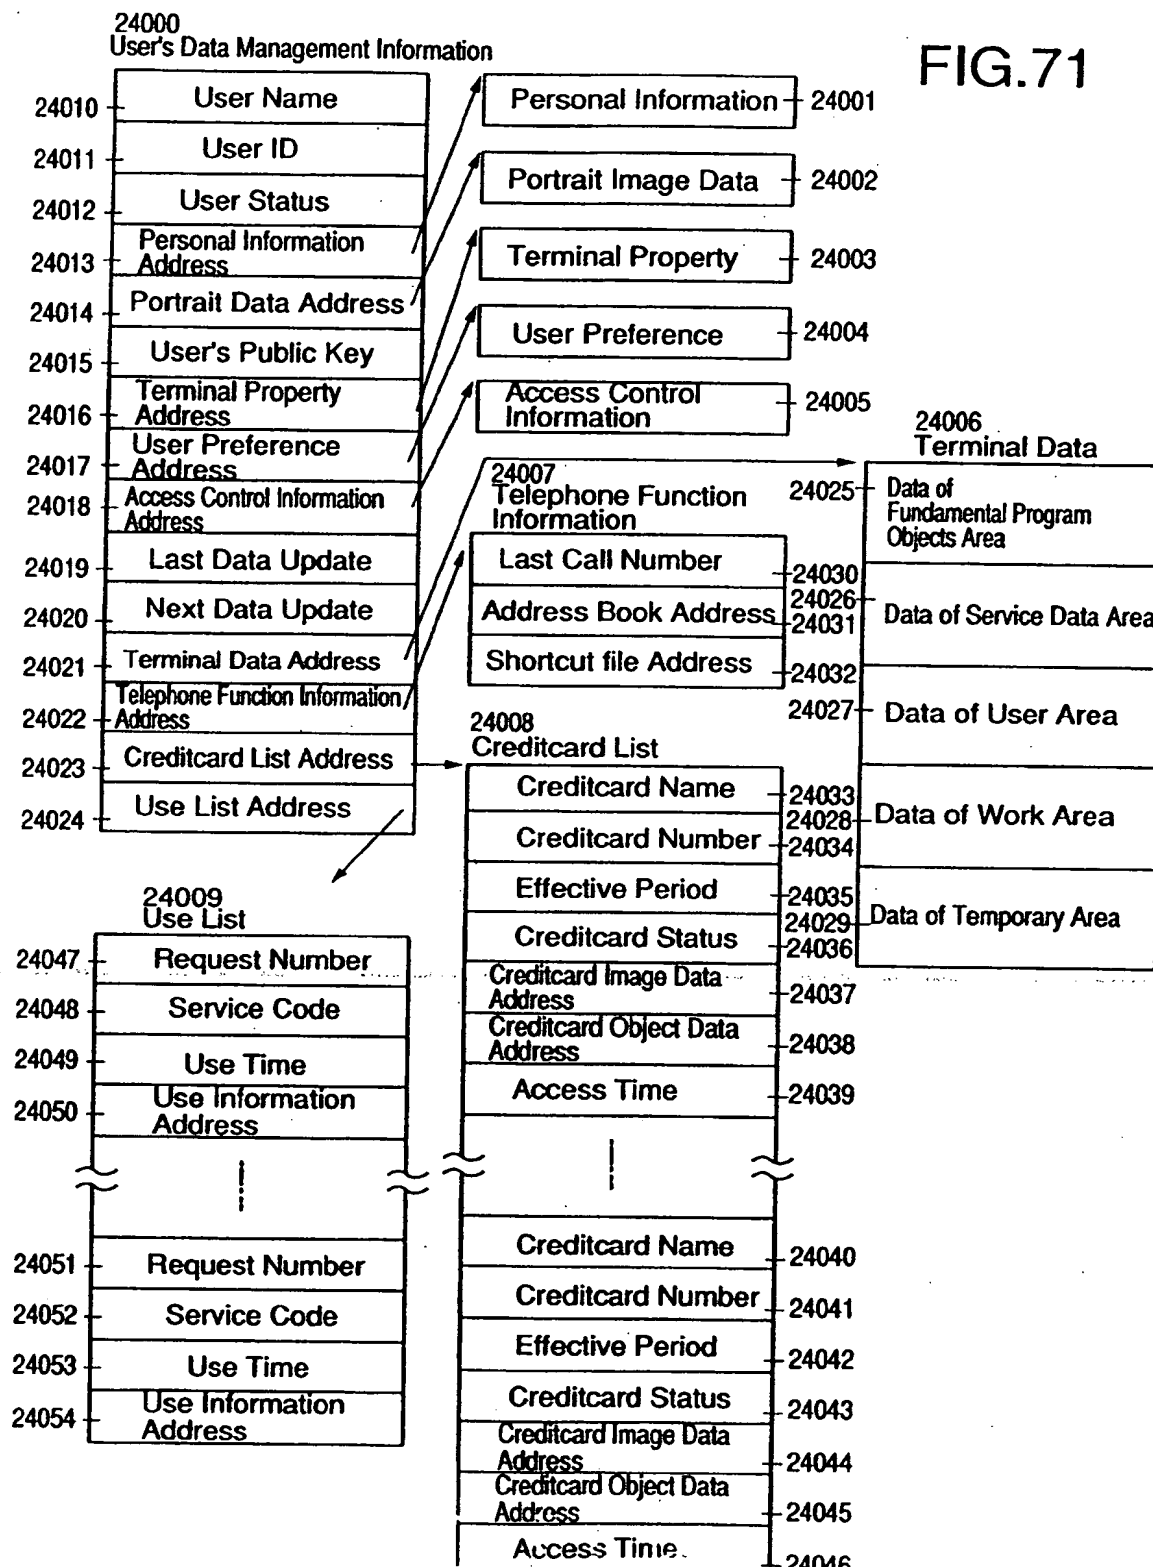 FIG.71
24000
User's Data Management Information
24010
User Name
24011
User ID
24012
User Status
24013
Personal Information
Address
24014
Portrait Data Address
24015
User's Public Key
24016
Terminal Property
Address
24017
User Preference
Address
24018
Access Control Information
Address
24019
Last Data Update
24020
Next Data Update
24021
Terminal Data Address
24022
Telephone Function Information
Address
24023
Creditcard List Address
24024
Use List Address
Personal Information
24001
Portrait Image Data
24002
Terminal Property
24003
User Preference
24004
Access Control
Information
24005
24006
Terminal Data
24025
Data of
Fundamental Program
Objects Area
24026
Data of Service Data Area
24027
Data of User Area
24028
Data of Work Area
24029
Data of Temporary Area
24007
Telephone Function
Information
Last Call Number
24030
Address Book Address
24031
Shortcut file Address
24032
24008
Creditcard List
Creditcard Name
24033
Creditcard Number
24034
Effective Period
24035
Creditcard Status
24036
Creditcard Image Data
Address
24037
Creditcard Object Data
Address
24038
Access Time
24039
Creditcard Name
24040
Creditcard Number
24041
Effective Period
24042
Creditcard Status
24043
Creditcard Image Data
Address
24044
Creditcard Object Data
Address
24045
Access Time
24046
24009
Use List
24047
Request Number
24048
Service Code
24049
Use Time
24050
Use Information
Address
24051
Request Number
24052
Service Code
24053
Use Time
24054
Use Information
Address